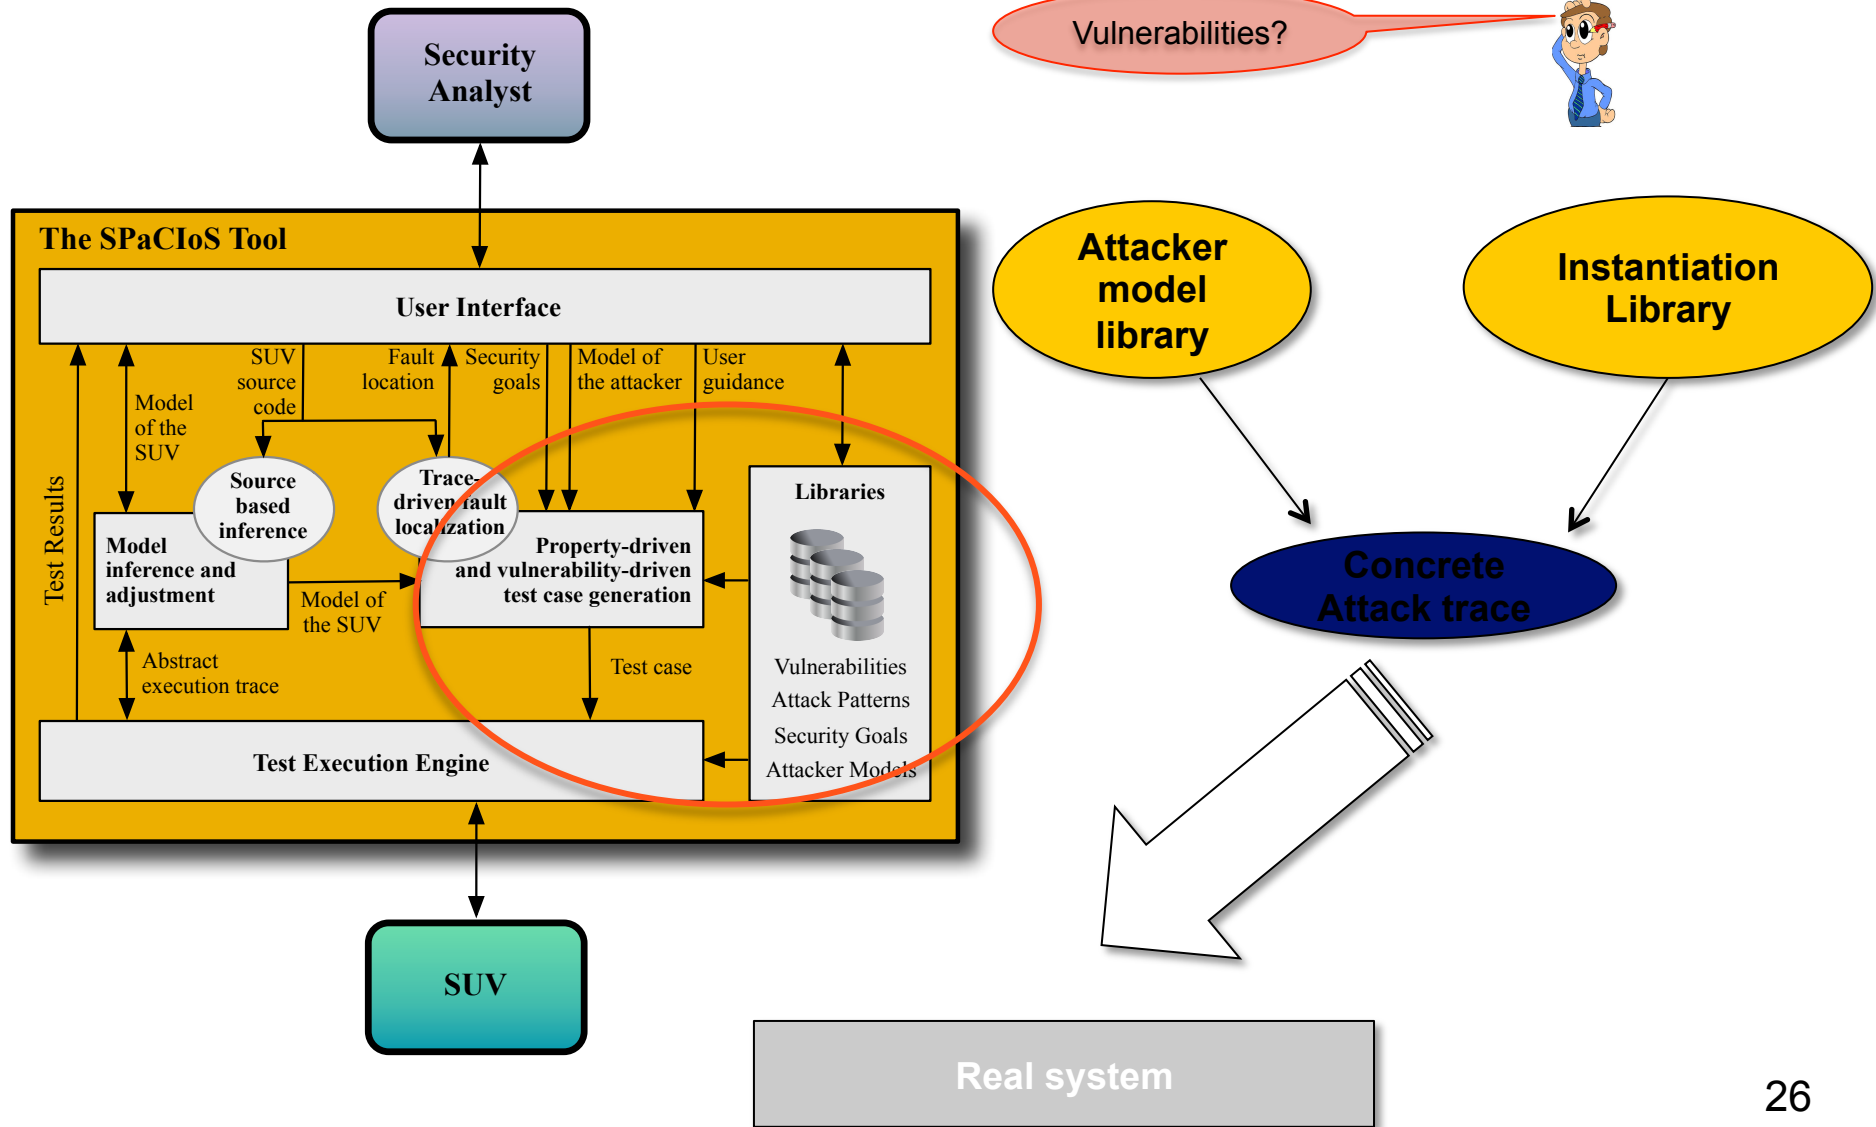 Security
Analyst
Vulnerabilities?
The SPaCIoS Tool
User Interface
SUV
source
code
Fault
location
Security
goals
Model of
the attacker
User
guidance
Model
of the
SUV
Test Results
Source
based
inference
Trace-
driven fault
localization
Model
inference and
adjustment
Property-driven
and vulnerability-driven
test case generation
Model of
the SUV
Libraries
Vulnerabilities
Attack Patterns
Security Goals
Attacker Models
Abstract
execution trace
Test case
Test Execution Engine
SUV
Attacker
model
library
Instantiation
Library
Concrete
Attack trace
Real system
26